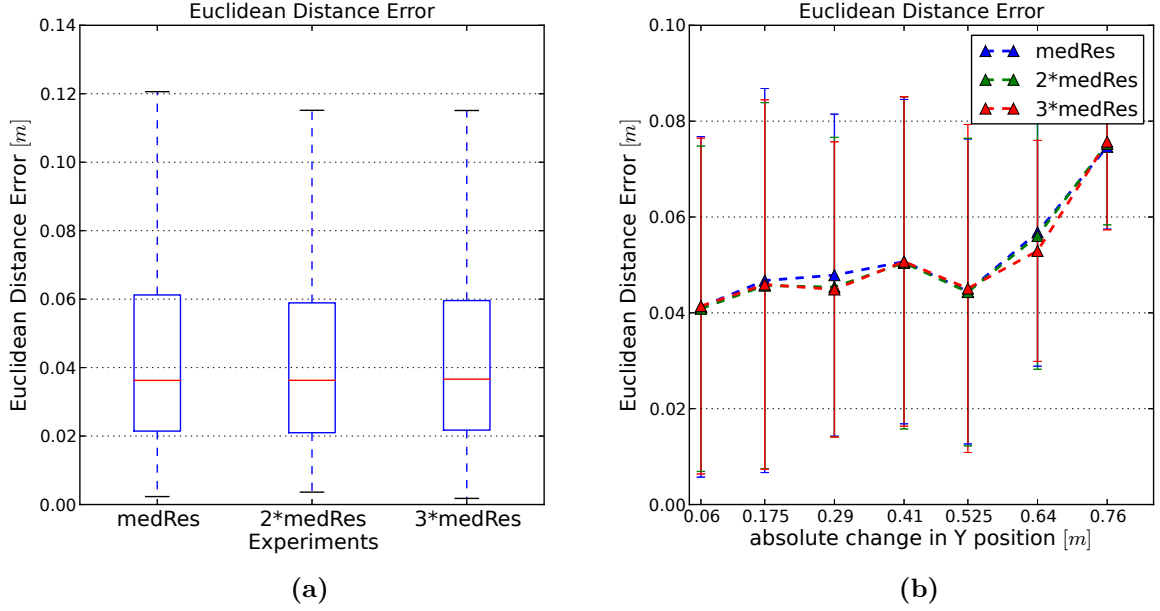 Euclidean Distance Error
Euclidean Distance Error [m]
0.14
0.12
0.10
0.08
0.06
0.04
0.02
0.00
medRes 2*medRes 3*medRes
Experiments
(a)
Euclidean Distance Error
Euclidean Distance Error [m]
0.10
0.08
0.06
0.04
0.02
0.00
medRes
2*medRes
3*medRes
0.06 0.175 0.29 0.41 0.525 0.64 0.76
absolute change in Y position [m]
(b)